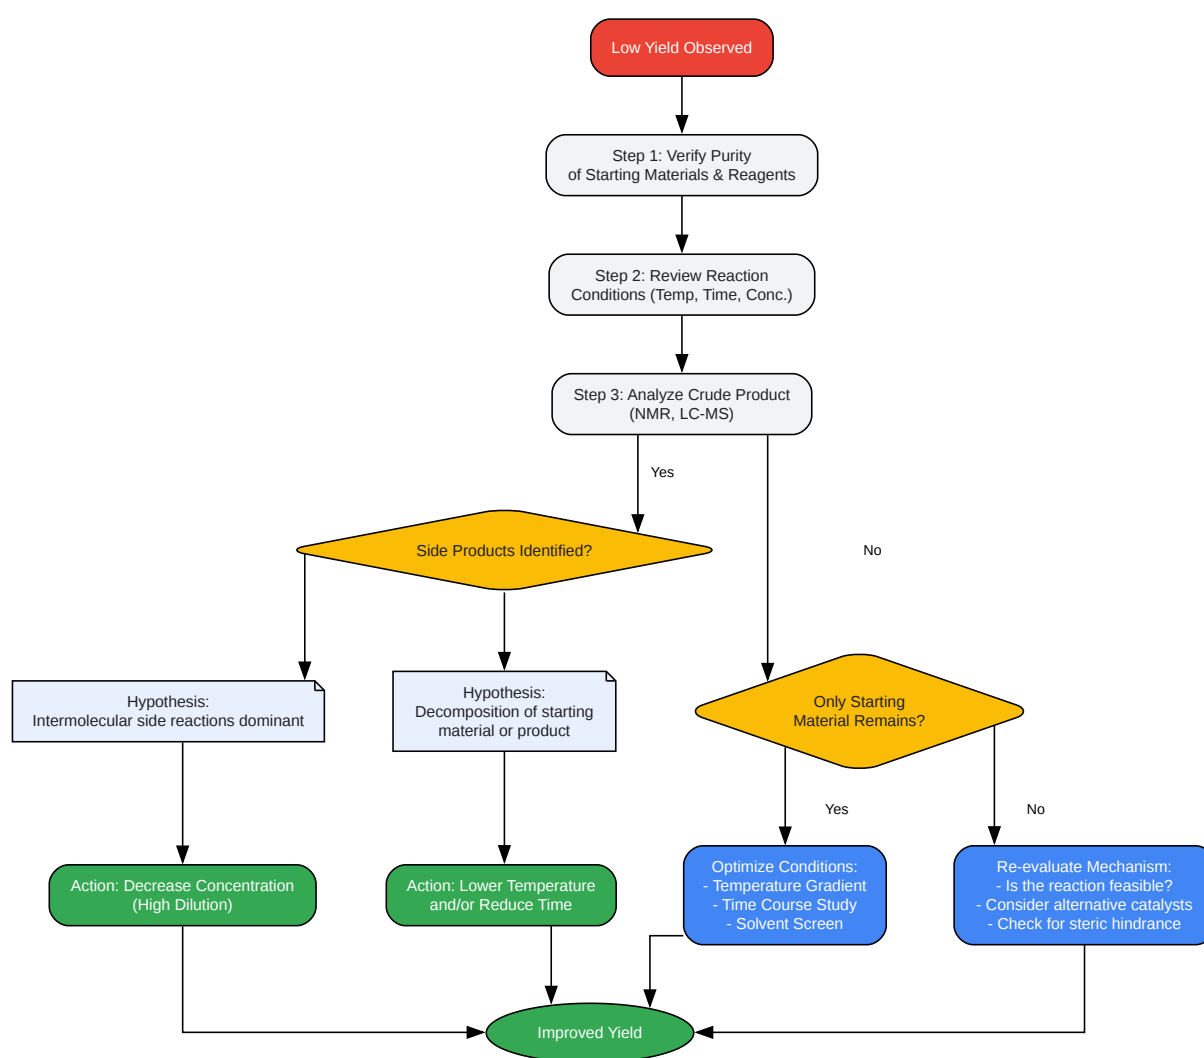 Low Yield Observed
Step 1: Verify Purity
of Starting Materials & Reagents
Step 2: Review Reaction
Conditions (Temp, Time, Conc.)
Step 3: Analyze Crude Product
(NMR, LC-MS)
Yes
Side Products Identified?
No
Hypothesis:
Intermolecular side reactions dominant
Hypothesis:
Decomposition of starting
material or product
Only Starting
Material Remains?
Yes
No
Action: Decrease Concentration
(High Dilution)
Action: Lower Temperature
and/or Reduce Time
Optimize Conditions:
- Temperature Gradient
- Time Course Study
- Solvent Screen
Re-evaluate Mechanism:
- Is the reaction feasible?
- Consider alternative catalysts
- Check for steric hindrance
Improved Yield